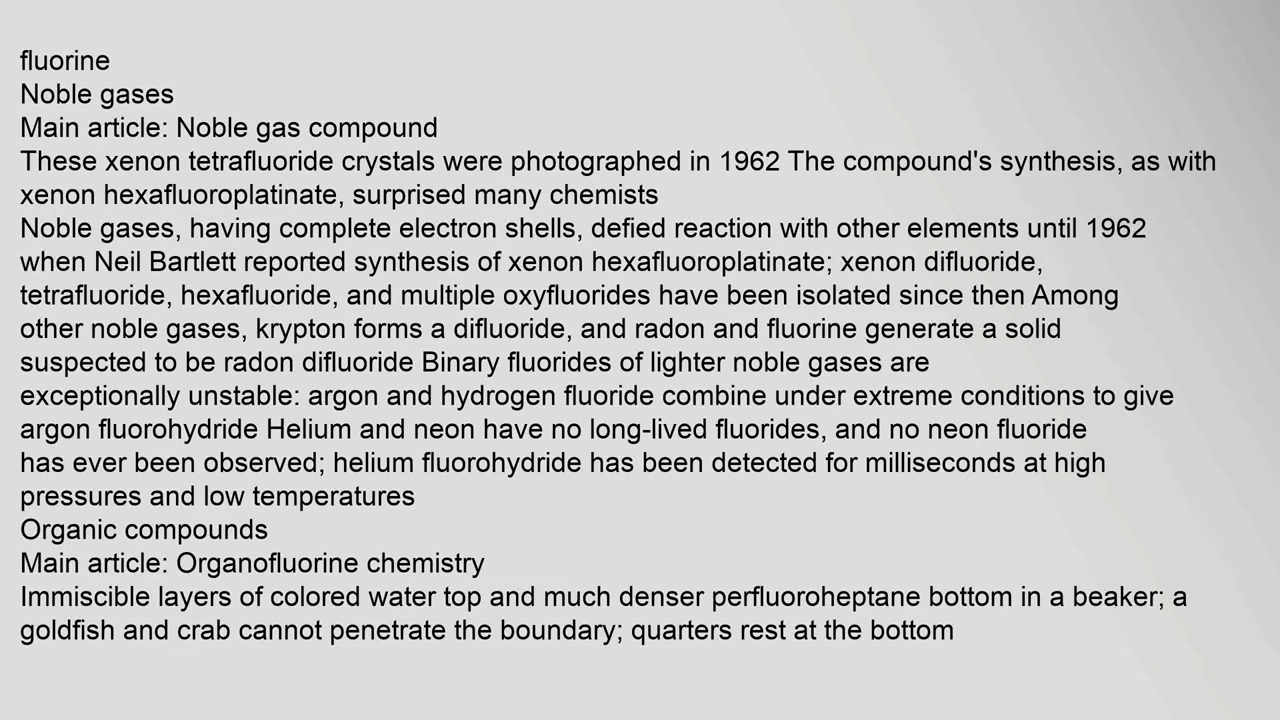 fluorine
Noble gases
Main article: Noble gas compound
These xenon tetrafluoride crystals were photographed in 1962 The compound's synthesis, as with
xenon hexafluoroplatinate, surprised many chemists
Noble gases, having complete electron shells, defied reaction with other elements until 1962
when Neil Bartlett reported synthesis of xenon hexafluoroplatinate; xenon difluoride,
tetrafluoride, hexafluoride, and multiple oxyfluorides have been isolated since then Among
other noble gases, krypton forms a difluoride, and radon and fluorine generate a solid
suspected to be radon difluoride Binary fluorides of lighter noble gases are
exceptionally unstable: argon and hydrogen fluoride combine under extreme conditions to give
argon fluorohydride Helium and neon have no long-lived fluorides, and no neon fluoride
has ever been observed; helium fluorohydride has been detected for milliseconds at high
pressures and low temperatures
Organic compounds
Main article: Organofluorine chemistry
Immiscible layers of colored water top and much denser perfluoroheptane bottom in a beaker; a
goldfish and crab cannot penetrate the boundary; quarters rest at the bottom